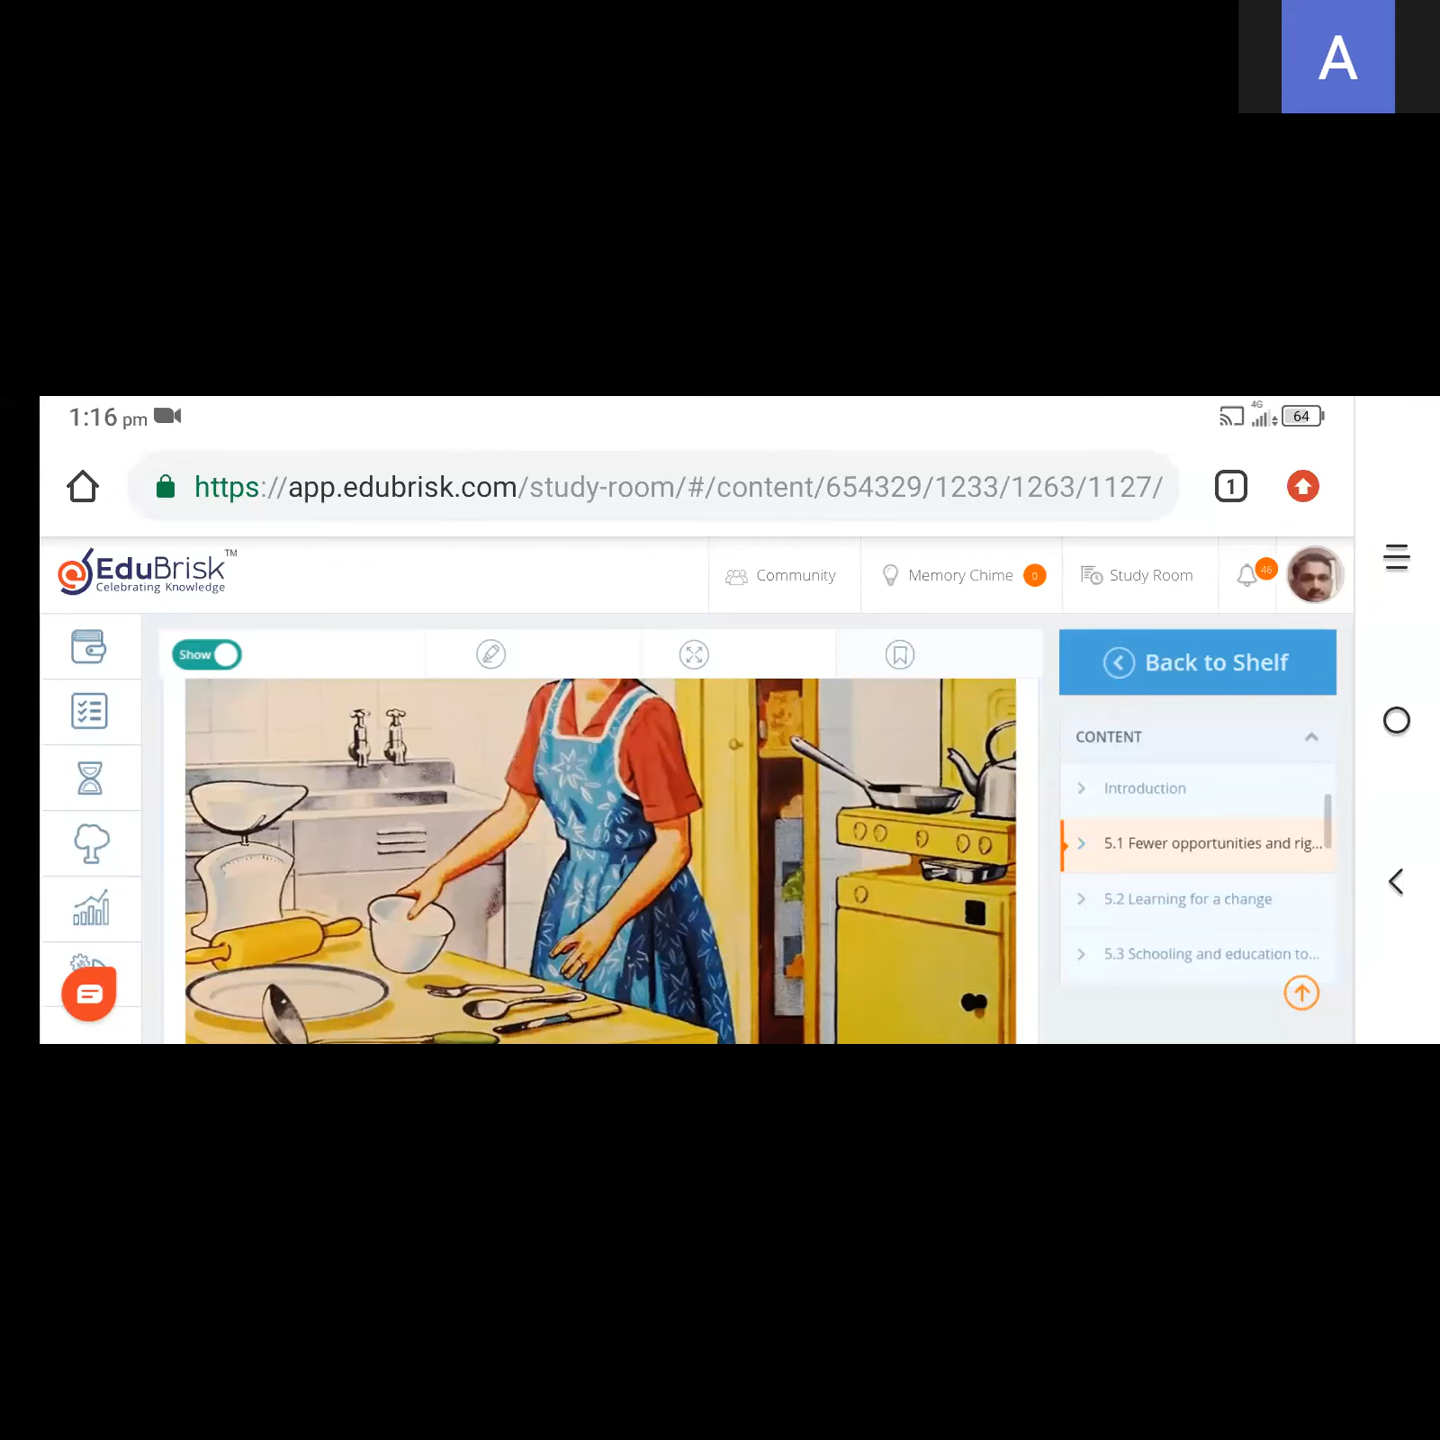 A
1:16 pm
4G
64
https://app.edubrisk.com/study-room/#/content/654329/1233/1263/1127/
1
EduBrisk™
Celebrating Knowledge
Community
Memory Chime 0
Study Room
46
Show
Back to Shelf
CONTENT
Introduction
5.1 Fewer opportunities and rig...
5.2 Learning for a change
5.3 Schooling and education to...